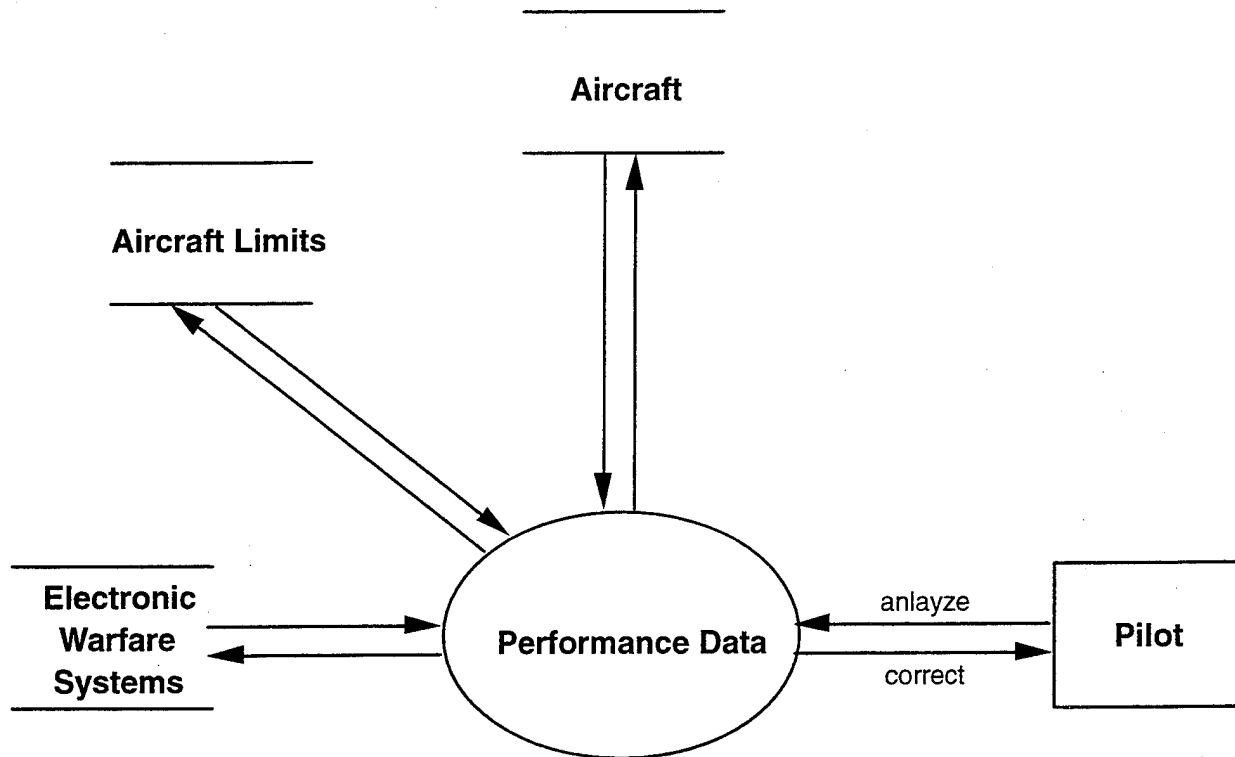 Aircraft
Aircraft Limits
Electronic
Warfare
Systems
Performance Data
anlayze
correct
Pilot